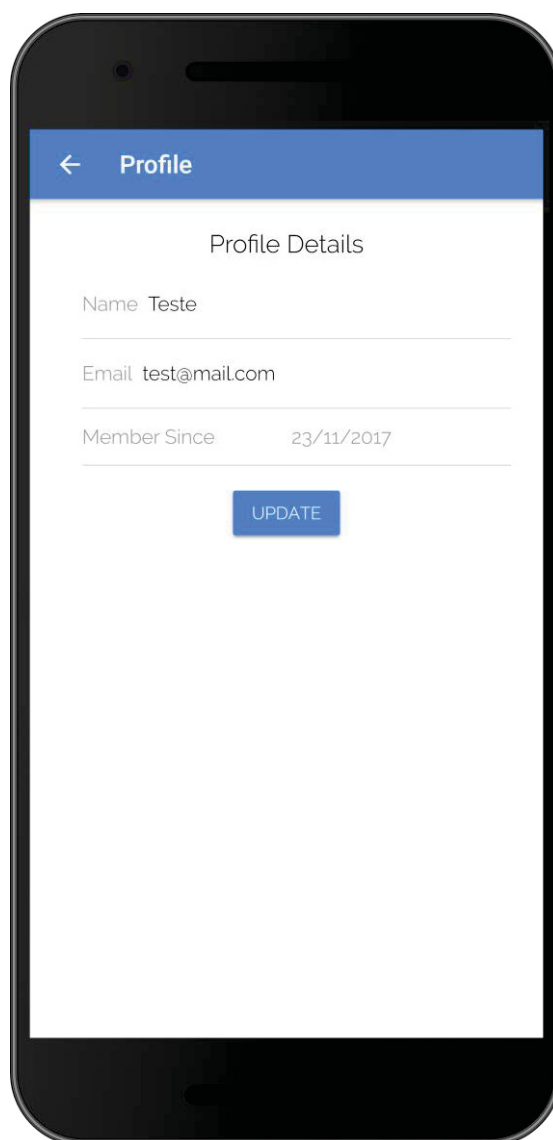 Profile
Profile Details
Name Teste
Email test@mail.com
Member Since 23/11/2017
UPDATE